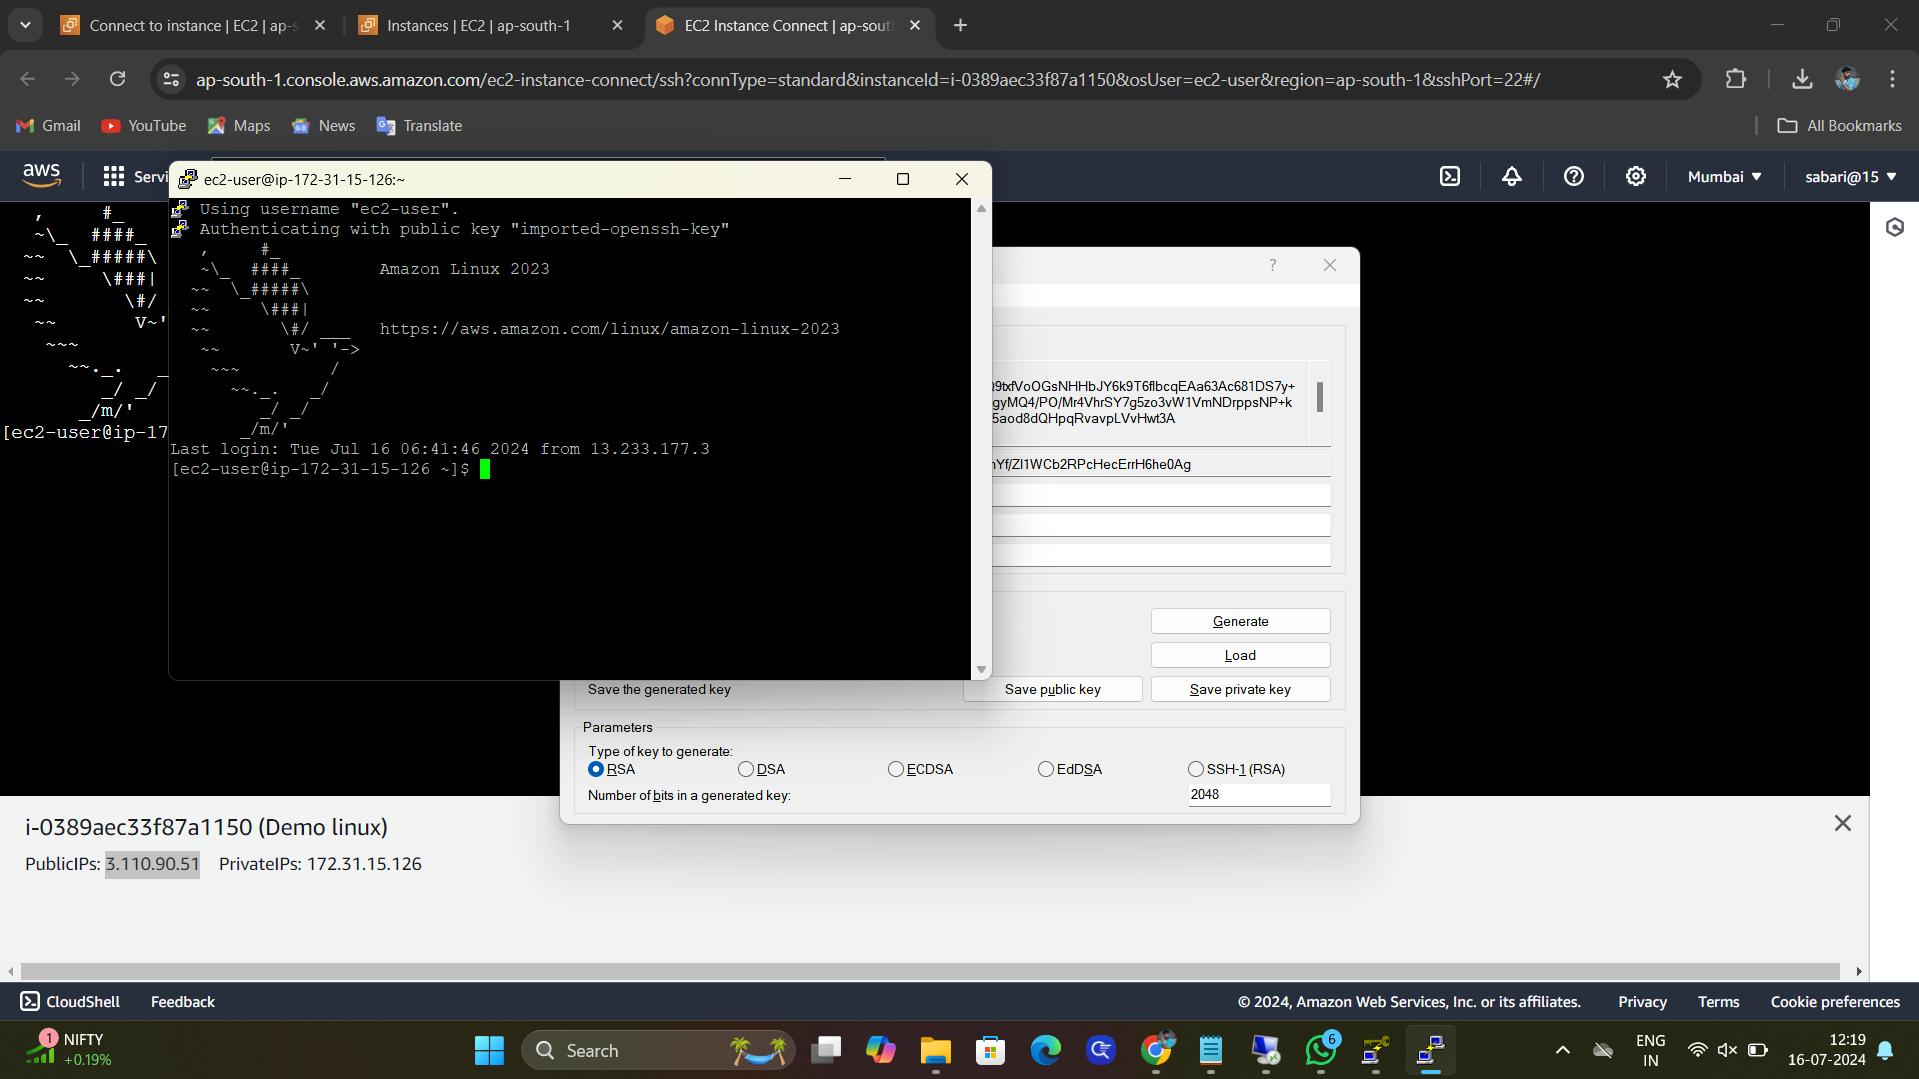 Connect to instance | EC2 | ap-s
Instances | EC2 | ap-south-1
EC2 Instance Connect | ap-sout
ap-south-1.console.aws.amazon.com/ec2-instance-connect/ssh?connType=standard&instanceId=i-0389aec33f87a1150&osUser=ec2-user&region=ap-south-1&sshPort=22#/
Gmail
YouTube
Maps
News
Translate
All Bookmarks
aws
Servi
Mumbai
sabari@15
ec2-user@ip-172-31-15-126:~
Using username "ec2-user".
Authenticating with public key "imported-openssh-key"
   ,     #_
   ~\_  ####_        Amazon Linux 2023
  ~~  \_#####\
  ~~     \###|
  ~~       \#/ ___   https://aws.amazon.com/linux/amazon-linux-2023
   ~~       V~' '->
    ~~~         /
      ~~._.   _/
         _/ _/
       _/m/'
Last login: Tue Jul 16 06:41:46 2024 from 13.233.177.3
[ec2-user@ip-172-31-15-126 ~]$
   ,     #_
   ~\_  ####_
  ~~  \_#####\
  ~~     \###|
  ~~       \#/
   ~~       V~'
    ~~~
      ~~._.   _
         _/ _/
       _/m/'
[ec2-user@ip-17
?
9txfVoOGsNHHbJY6k9T6flbcqEAa63Ac681DS7y+
gyMQ4/PO/Mr4VhrSY7g5zo3vW1VmNDrppsNP+k
5aod8dQHpqRvavpLVvHwt3A
Yf/ZI1WCb2RPcHecErrH6he0Ag
Generate
Load
Save the generated key
Save public key
Save private key
Parameters
Type of key to generate:
RSA
DSA
ECDSA
EdDSA
SSH-1 (RSA)
Number of bits in a generated key:
2048
i-0389aec33f87a1150 (Demo linux)
PublicIPs: 3.110.90.51 PrivateIPs: 172.31.15.126
CloudShell
Feedback
© 2024, Amazon Web Services, Inc. or its affiliates.
Privacy
Terms
Cookie preferences
1
NIFTY
+0.19%
Search
6
ENG
IN
12:19
16-07-2024